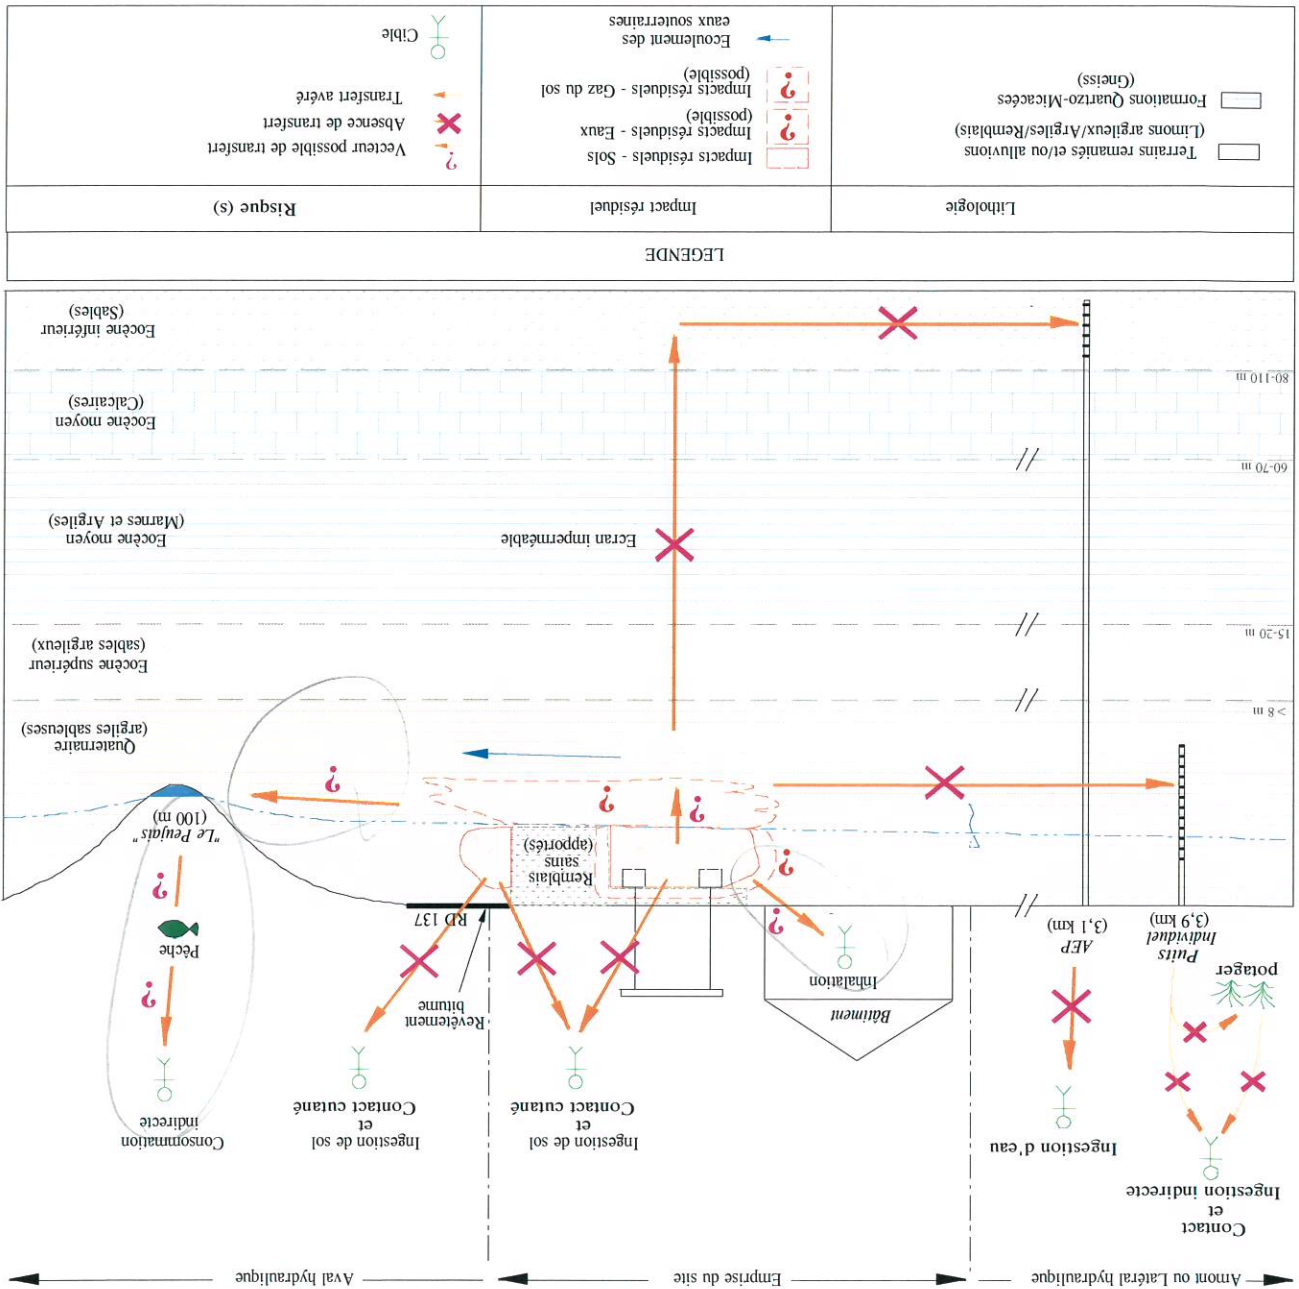 Amont ou Latéral hydraulique
Emprise du site
Aval hydraulique
Contact
et
Ingestion indirecte
Ingestion d'eau
Ingestion de sol
et
Contact cutané
Ingestion de sol
et
Contact cutané
Consommation
indirecte
potager
Bâtiment
Inhalation
Revêtement
bitume
Pêche
?
?
Puits
Individuel
(3,9 km)
AEP
(3,1 km)
?
RD 137
"Le Peujais"
(100 m)
?
Remblais
sains
(apportés)
?
?
?
> 8 m
Quaternaire
(argiles sableuses)
15-20 m
Eocène supérieur
(sables argileux)
Ecran imperméable
Eocène moyen
(Marnes et Argiles)
60-70 m
Eocène moyen
(Calcaires)
80-110 m
Eocène inférieur
(Sables)
LEGENDE
Lithologie
Impact résiduel
Risque (s)
Terrains remaniés et/ou alluvions
(Limons argileux/Argiles/Remblais)
Formations Quartzo-Micacées
(Gneiss)
Impacts résiduels - Sols
? Impacts résiduels - Eaux
(possible)
? Impacts résiduels - Gaz du sol
(possible)
Ecoulement des
eaux souterraines
? Vecteur possible de transfert
Absence de transfert
Transfert avéré
Cible